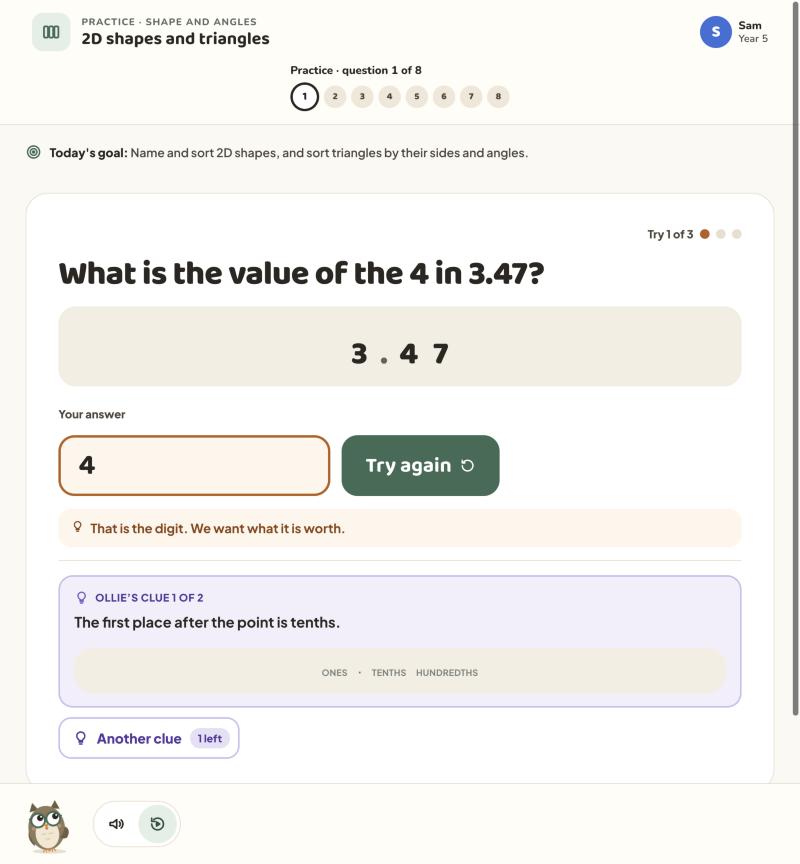 PRACTICE · SHAPE AND ANGLES
2D shapes and triangles
S
Sam
Year 5
Practice · question 1 of 8
1 2 3 4 5 6 7 8
Today's goal: Name and sort 2D shapes, and sort triangles by their sides and angles.
Try 1 of 3
What is the value of the 4 in 3.47?
3 . 4 7
Your answer
4
Try again
That is the digit. We want what it is worth.
OLLIE’S CLUE 1 OF 2
The first place after the point is tenths.
ONES · TENTHS HUNDREDTHS
Another clue 1 left